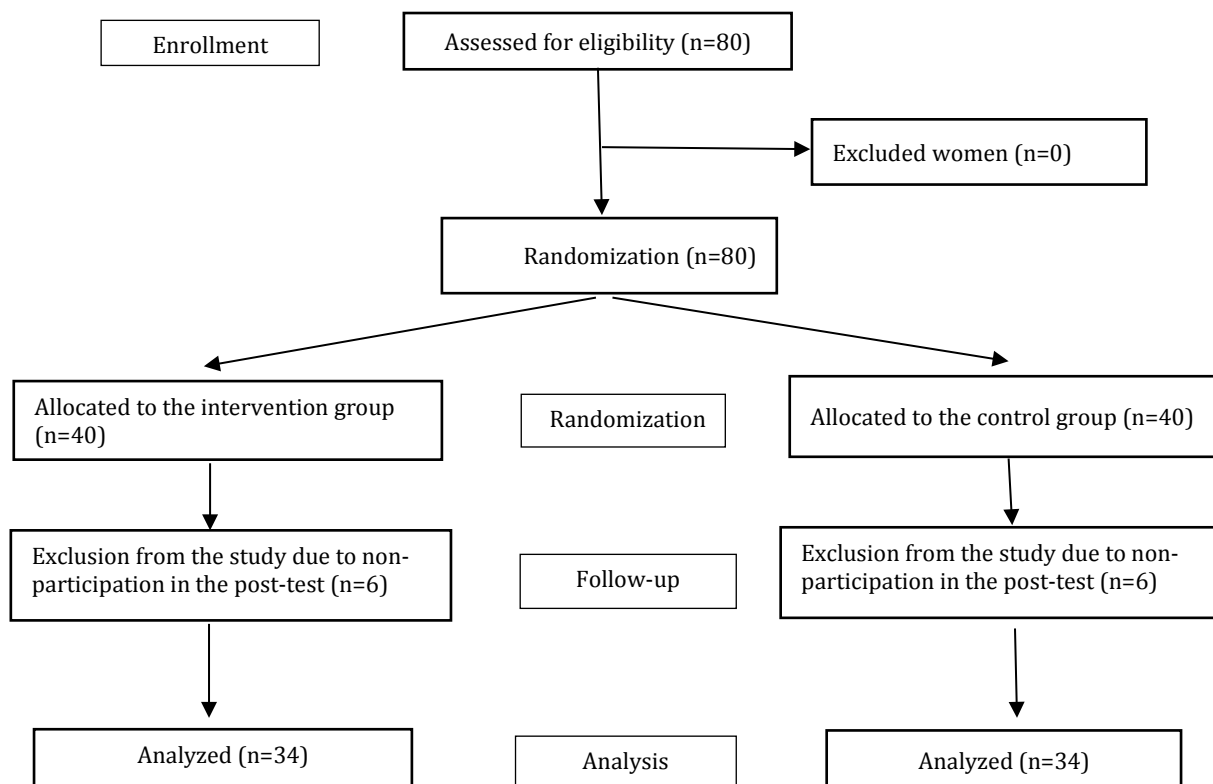 Enrollment
Assessed for eligibility (n=80)
Excluded women (n=0)
Randomization (n=80)
Allocated to the intervention group
(n=40)
Randomization
Allocated to the control group (n=40)
Exclusion from the study due to non-
participation in the post-test (n=6)
Follow-up
Exclusion from the study due to non-
participation in the post-test (n=6)
Analyzed (n=34)
Analysis
Analyzed (n=34)